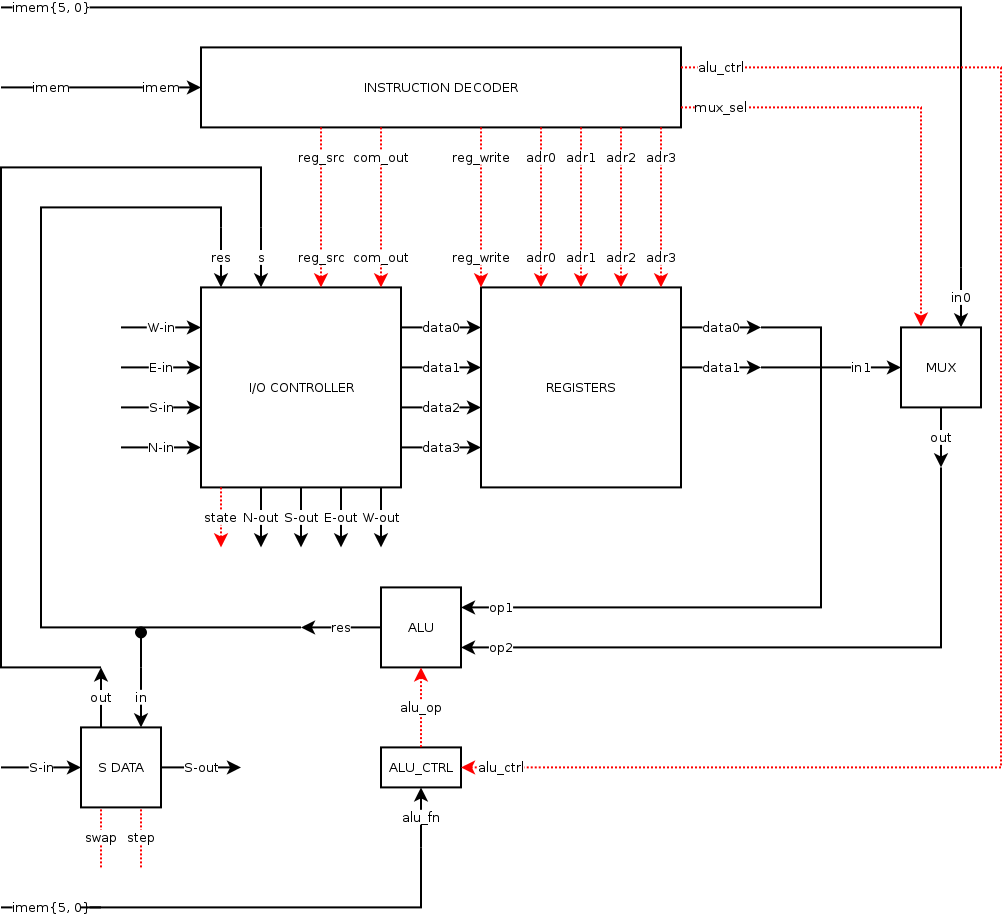 imem{5, 0}
alu_ctrl
imem imem INSTRUCTION DECODER
mux_sel
reg_src com_out reg_write adr0 adr1 adr2 adr3
res s reg_src com_out reg_write adr0 adr1 adr2 adr3
in0
W-in data0 data0
E-in I/O CONTROLLER data1 REGISTERS data1 in1 MUX
S-in data2
out
N-in data3
state N-out S-out E-out W-out
op1
res ALU
op2
out in
alu_op
S-in S DATA S-out ALU_CTRL alu_ctrl
alu_fn
swap step
imem{5, 0}